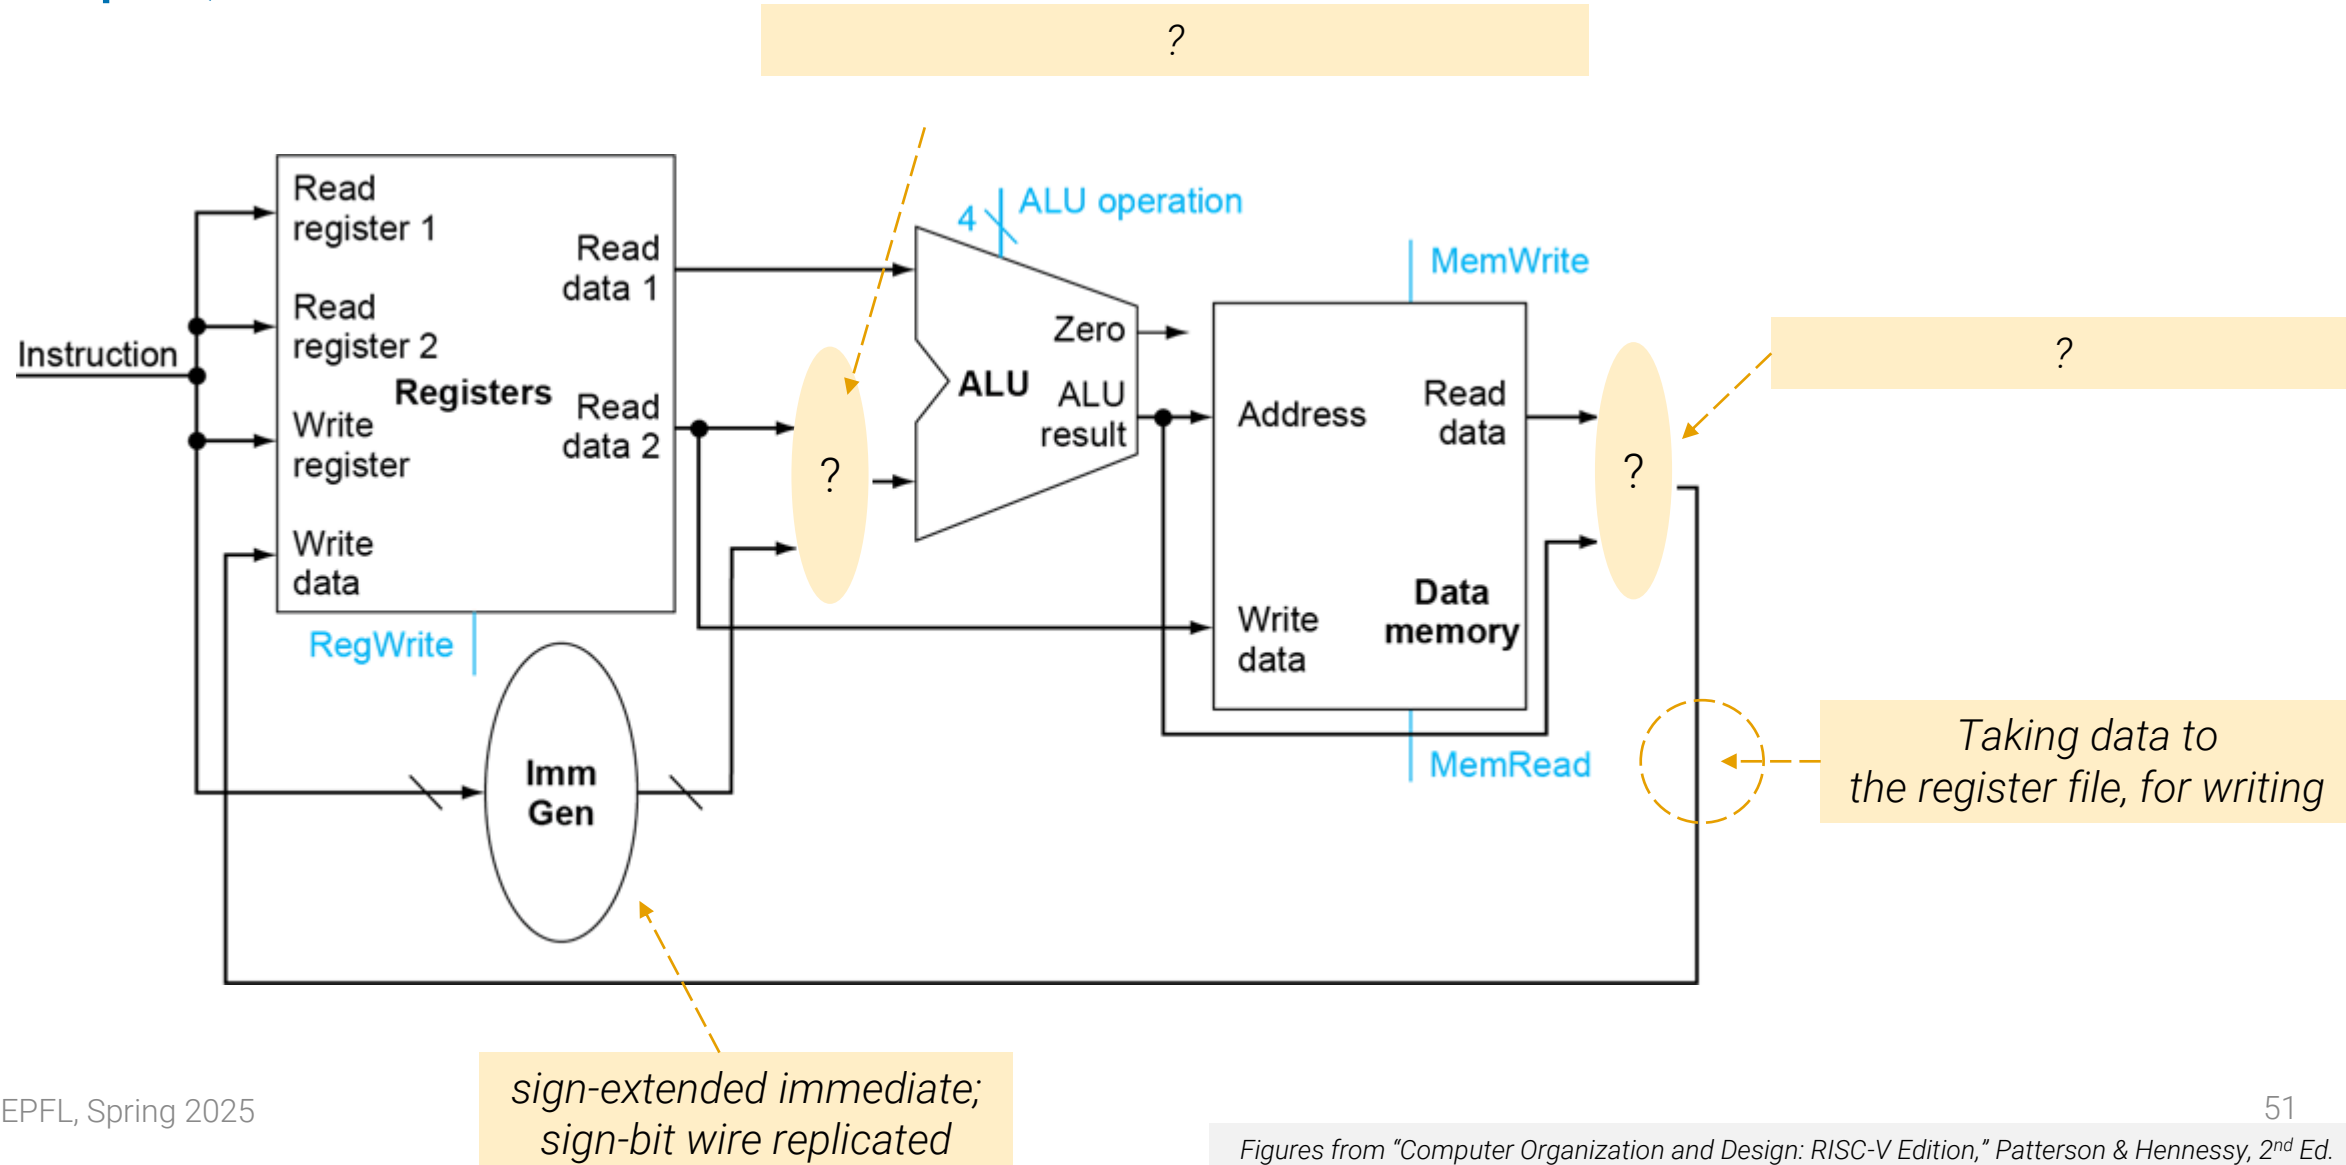 ?
Read
register 1
Read
data 1
4
ALU operation
MemWrite
Read
register 2
Instruction
Registers
Zero
ALU
ALU
result
Address
Read
data
?
Read
data 2
Write
register
?
?
Write
data
RegWrite
Write
data
Data
memory
MemRead
Taking data to
the register file, for writing
Imm
Gen
sign-extended immediate;
sign-bit wire replicated
EPFL, Spring 2025
51
Figures from “Computer Organization and Design: RISC-V Edition,” Patterson & Hennessy, 2nd Ed.